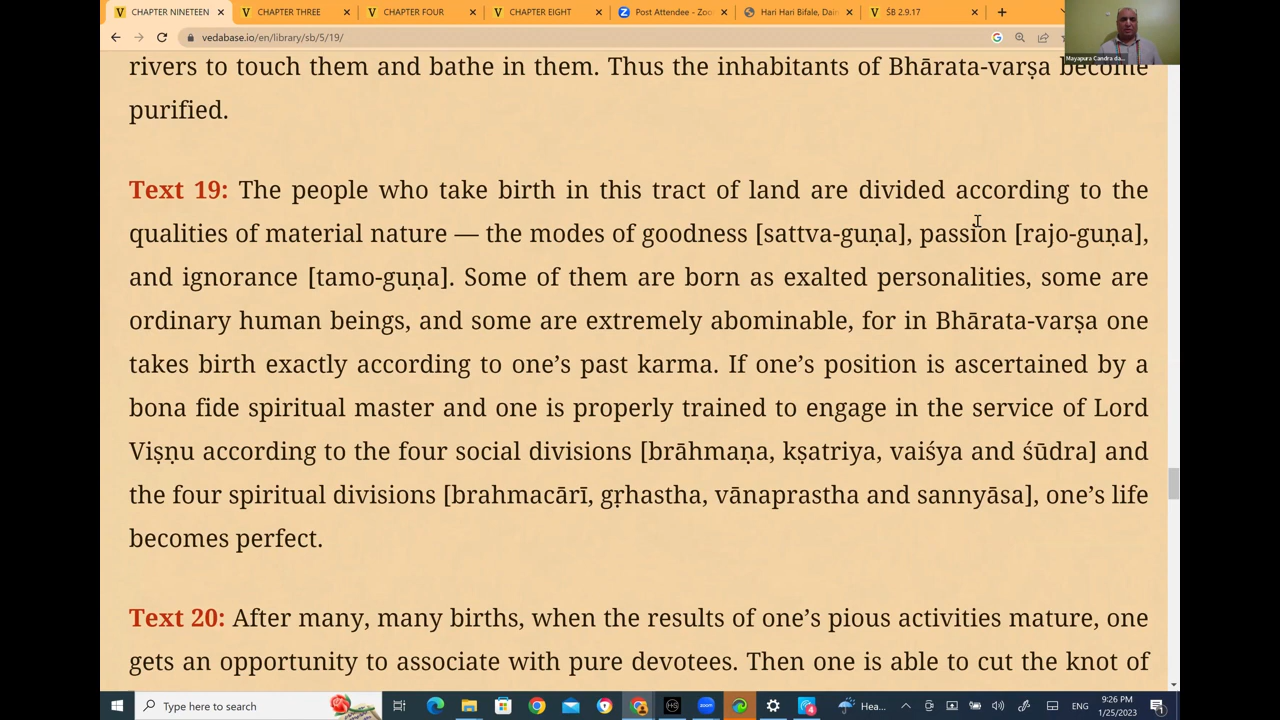 CHAPTER NINETEEN
CHAPTER THREE
CHAPTER FOUR
CHAPTER EIGHT
Post Attendee - Zoo
Hari Hari Bifale, Dain
ŚB 2.9.17
vedabase.io/en/library/sb/5/19/
Mayapura Candra da...
rivers to touch them and bathe in them. Thus the inhabitants of Bhārata-varṣa become
purified.
Text 19: The people who take birth in this tract of land are divided according to the
qualities of material nature — the modes of goodness [sattva-guṇa], passion [rajo-guṇa],
and ignorance [tamo-guṇa]. Some of them are born as exalted personalities, some are
ordinary human beings, and some are extremely abominable, for in Bhārata-varṣa one
takes birth exactly according to one’s past karma. If one’s position is ascertained by a
bona fide spiritual master and one is properly trained to engage in the service of Lord
Viṣṇu according to the four social divisions [brāhmaṇa, kṣatriya, vaiśya and śūdra] and
the four spiritual divisions [brahmacārī, gṛhastha, vānaprastha and sannyāsa], one’s life
becomes perfect.
Text 20: After many, many births, when the results of one’s pious activities mature, one
gets an opportunity to associate with pure devotees. Then one is able to cut the knot of
Type here to search
zoom
4
Hea...
ENG
9:26 PM
1/25/2023